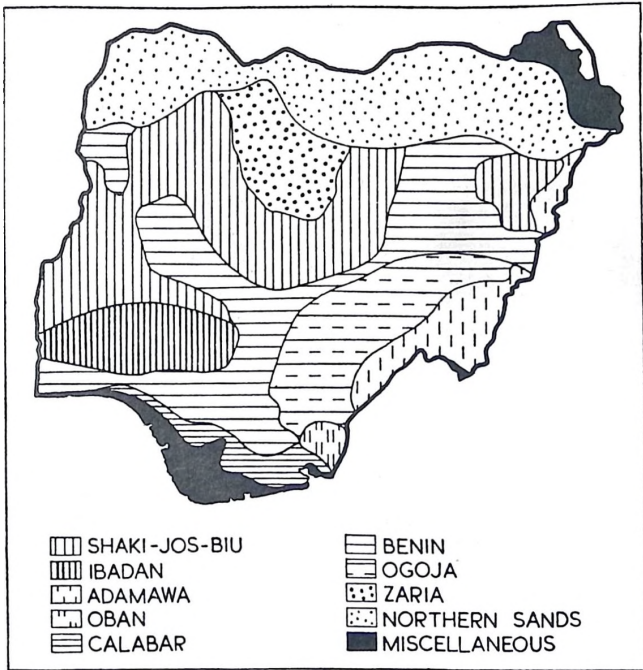 SHAKI-JOS-BIU
IBADAN
ADAMAWA
OBAN
CALABAR
BENIN
OGOJA
ZARIA
NORTHERN SANDS
MISCELLANEOUS